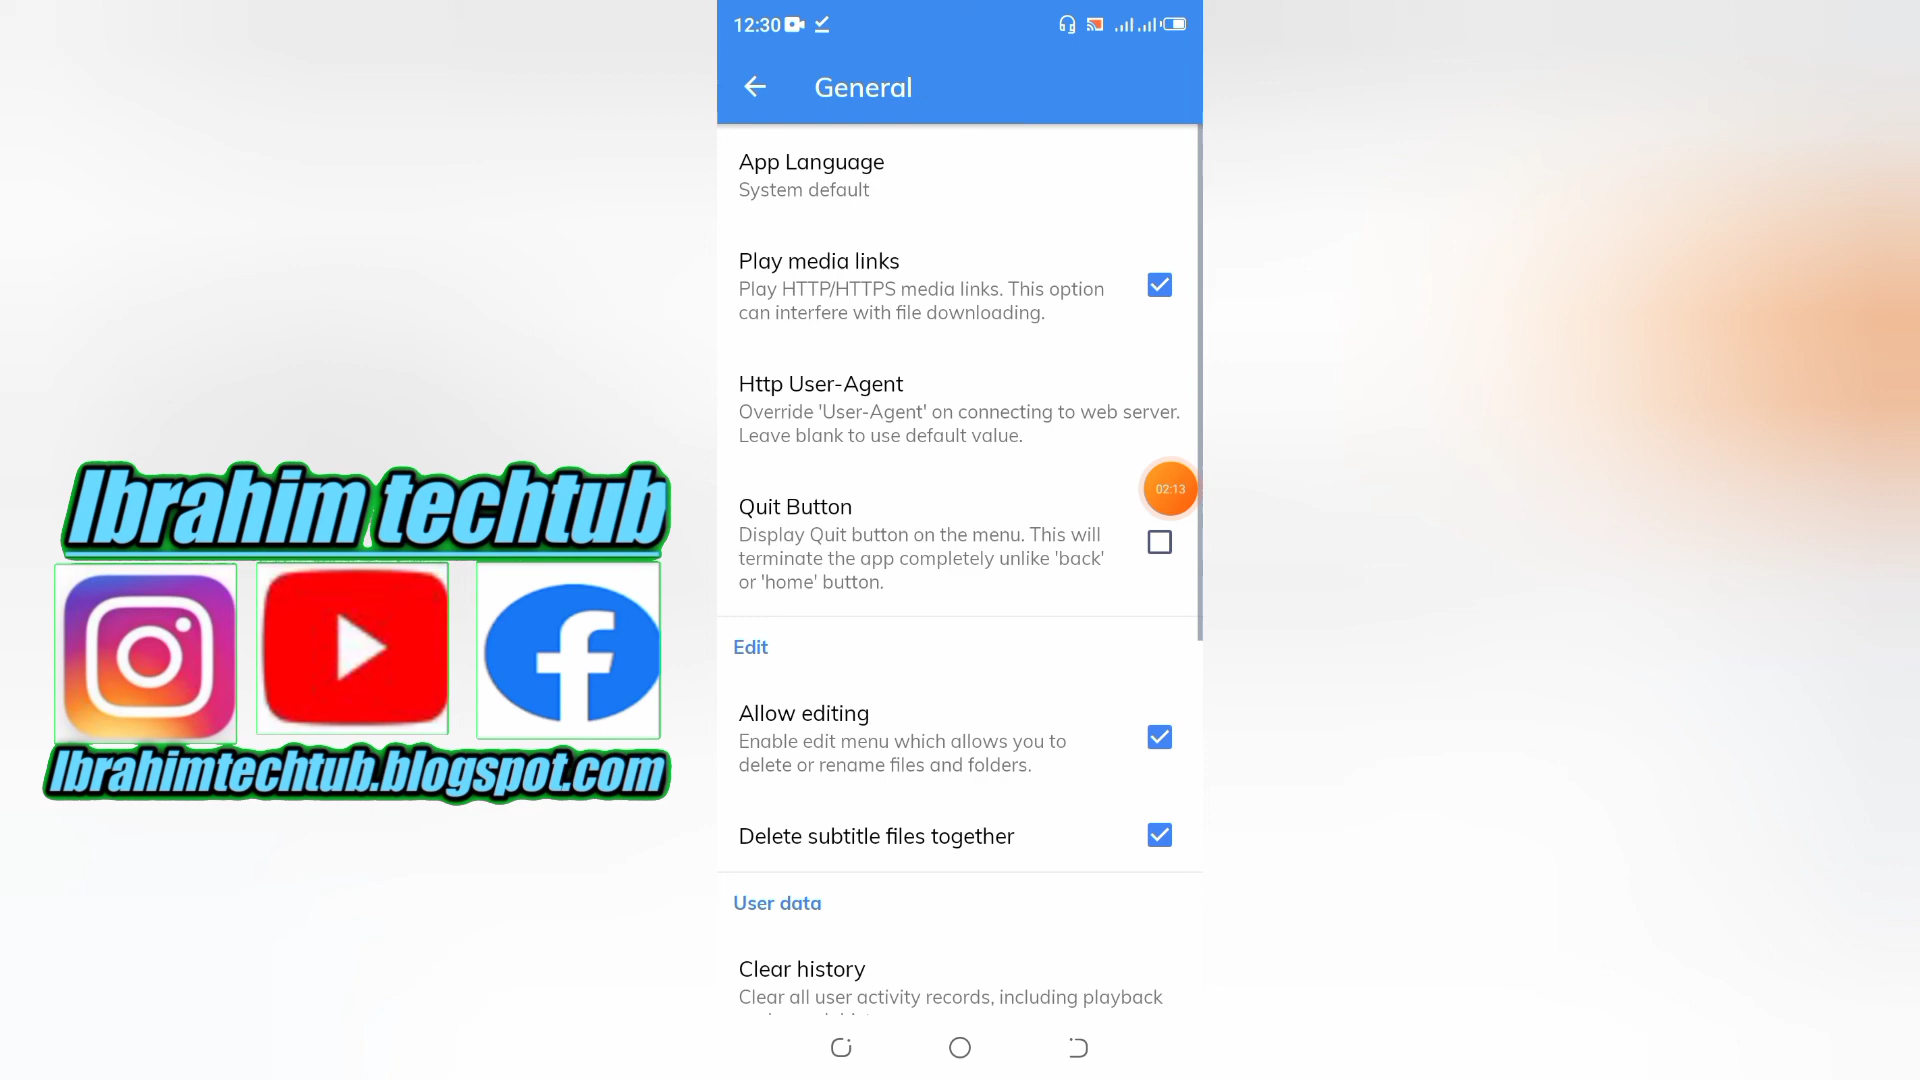 12:30
General
App Language
System default
Play media links
Play HTTP/HTTPS media links. This option
can interfere with file downloading.
Http User-Agent
Override 'User-Agent' on connecting to web server.
Leave blank to use default value.
02:13
Quit Button
Display Quit button on the menu. This will
terminate the app completely unlike 'back'
or 'home' button.
Edit
Allow editing
Enable edit menu which allows you to
delete or rename files and folders.
Delete subtitle files together
User data
Clear history
Clear all user activity records, including playback
Ibrahim techtub
Ibrahimtechtub.blogspot.com